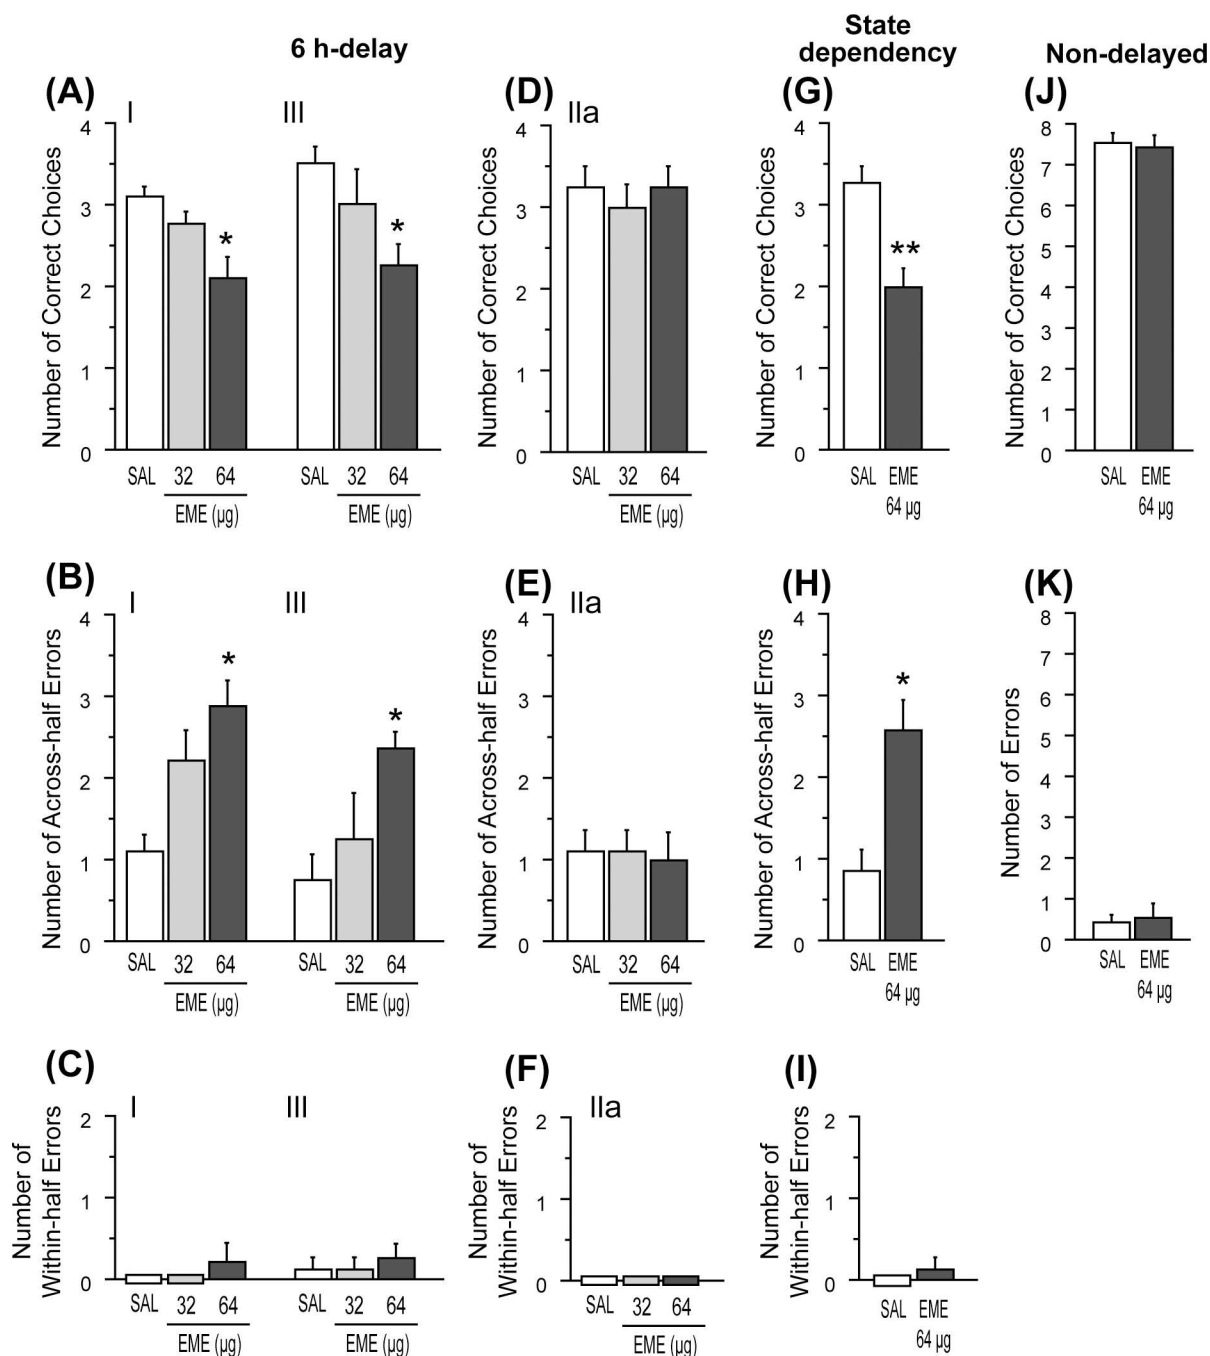 6 h-delay
State
dependency
Non-delayed
(A)
I
III
Number of Correct Choices
4
3
2
1
0
SAL 32 64 SAL 32 64
EME (µg) EME (µg)
(D)
IIa
Number of Correct Choices
4
3
2
1
0
SAL 32 64
EME (µg)
(G)
Number of Correct Choices
4
3
2
1
0
SAL EME
64 µg
(J)
Number of Correct Choices
8
7
6
5
4
3
2
1
0
SAL EME
64 µg
* * **
(B)
I
III
Number of Across-half Errors
4
3
2
1
0
SAL 32 64 SAL 32 64
EME (µg) EME (µg)
(E)
IIa
Number of Across-half Errors
4
3
2
1
0
SAL 32 64
EME (µg)
(H)
Number of Across-half Errors
4
3
2
1
0
SAL EME
64 µg
(K)
Number of Errors
8
7
6
5
4
3
2
1
0
SAL EME
64 µg
* * *
(C)
I
III
Number of
Within-half Errors
2
1
0
SAL 32 64 SAL 32 64
EME (µg) EME (µg)
(F)
IIa
Number of
Within-half Errors
2
1
0
SAL 32 64
EME (µg)
(I)
Number of
Within-half Errors
2
1
0
SAL EME
64 µg